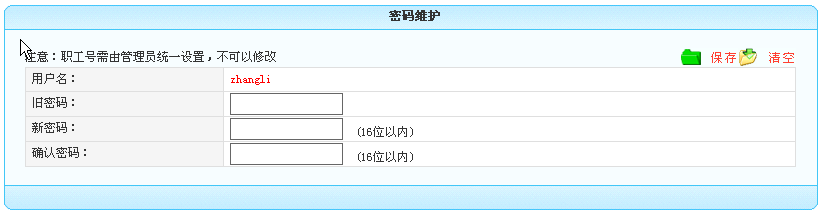 密码维护
注意：职工号需由管理员统一设置，不可以修改 保存 清空
用户名： zhangli
旧密码：
新密码： (16位以内)
确认密码： (16位以内)